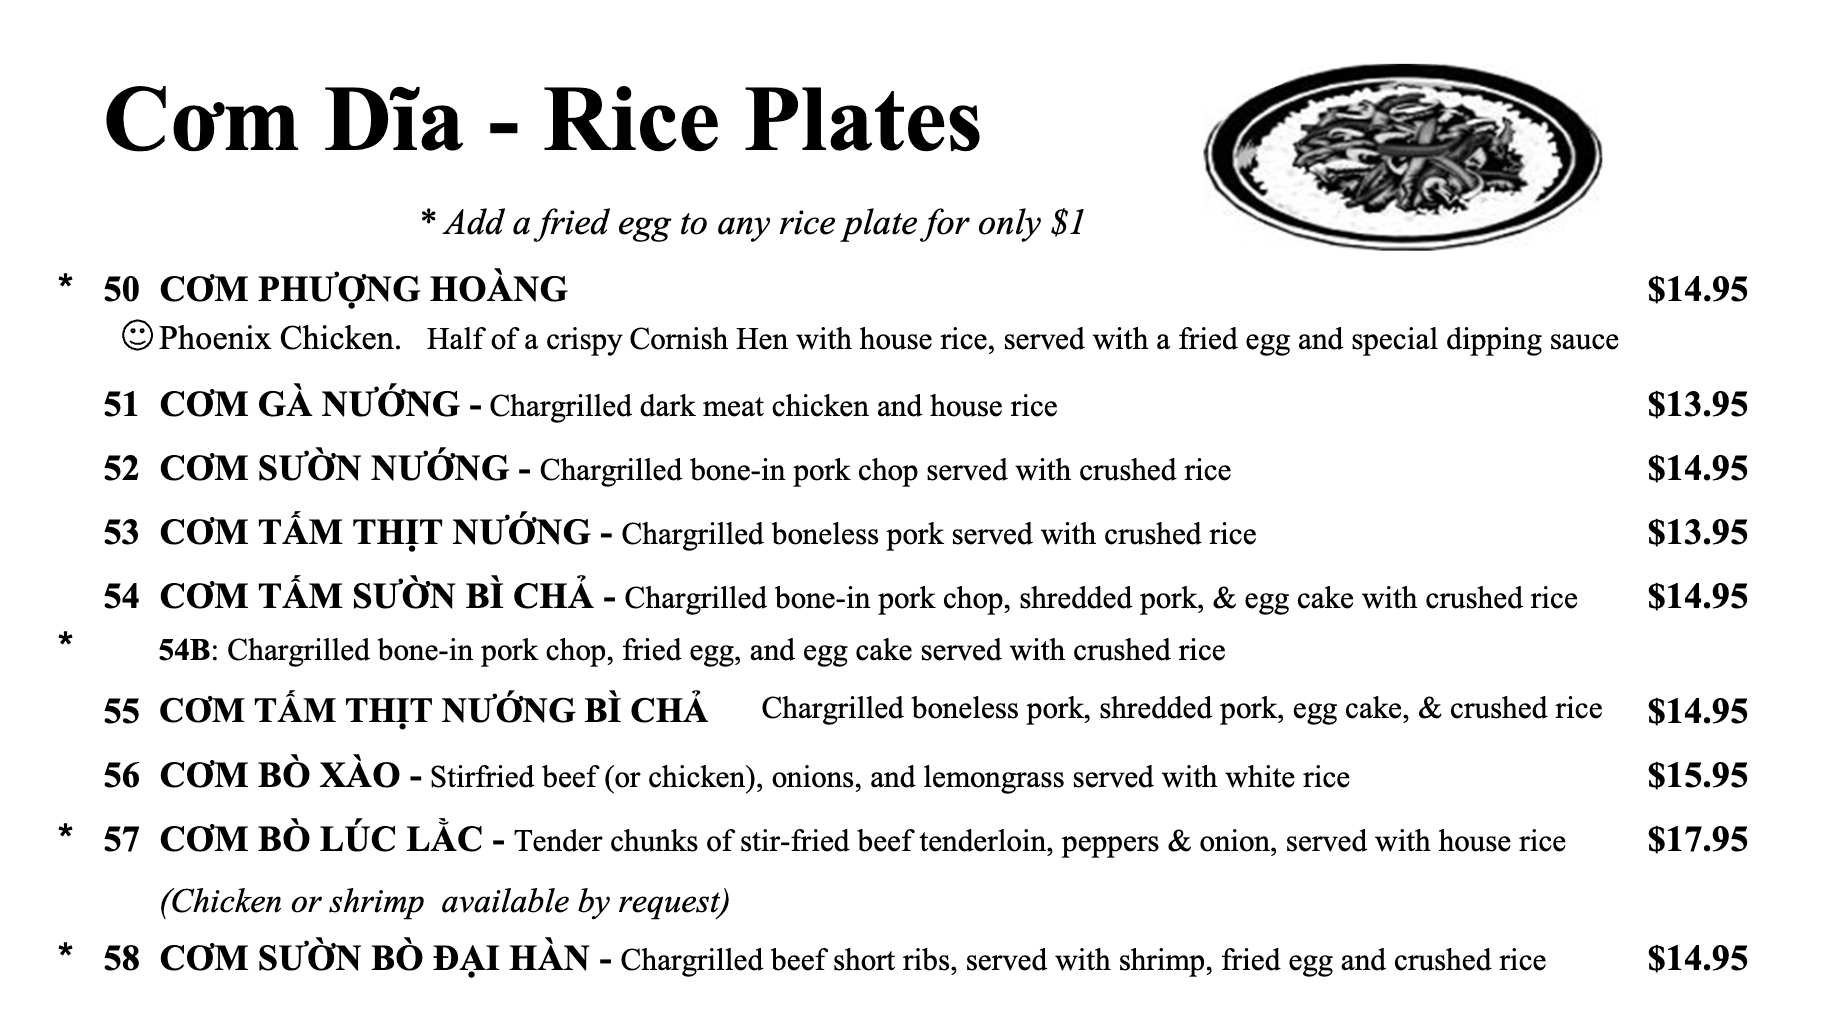 Cơm Dĩa - Rice Plates
* Add a fried egg to any rice plate for only $1
* 50 CƠM PHƯỢNG HOÀNG $14.95
☺ Phoenix Chicken. Half of a crispy Cornish Hen with house rice, served with a fried egg and special dipping sauce
51 CƠM GÀ NƯỚNG - Chargrilled dark meat chicken and house rice $13.95
52 CƠM SƯỜN NƯỚNG - Chargrilled bone-in pork chop served with crushed rice $14.95
53 CƠM TẤM THỊT NƯỚNG - Chargrilled boneless pork served with crushed rice $13.95
54 CƠM TẤM SƯỜN BÌ CHẢ - Chargrilled bone-in pork chop, shredded pork, & egg cake with crushed rice $14.95
* 54B: Chargrilled bone-in pork chop, fried egg, and egg cake served with crushed rice
55 CƠM TẤM THỊT NƯỚNG BÌ CHẢ Chargrilled boneless pork, shredded pork, egg cake, & crushed rice $14.95
56 CƠM BÒ XÀO - Stirfried beef (or chicken), onions, and lemongrass served with white rice $15.95
* 57 CƠM BÒ LÚC LẮC - Tender chunks of stir-fried beef tenderloin, peppers & onion, served with house rice $17.95
(Chicken or shrimp available by request)
* 58 CƠM SƯỜN BÒ ĐẠI HÀN - Chargrilled beef short ribs, served with shrimp, fried egg and crushed rice $14.95